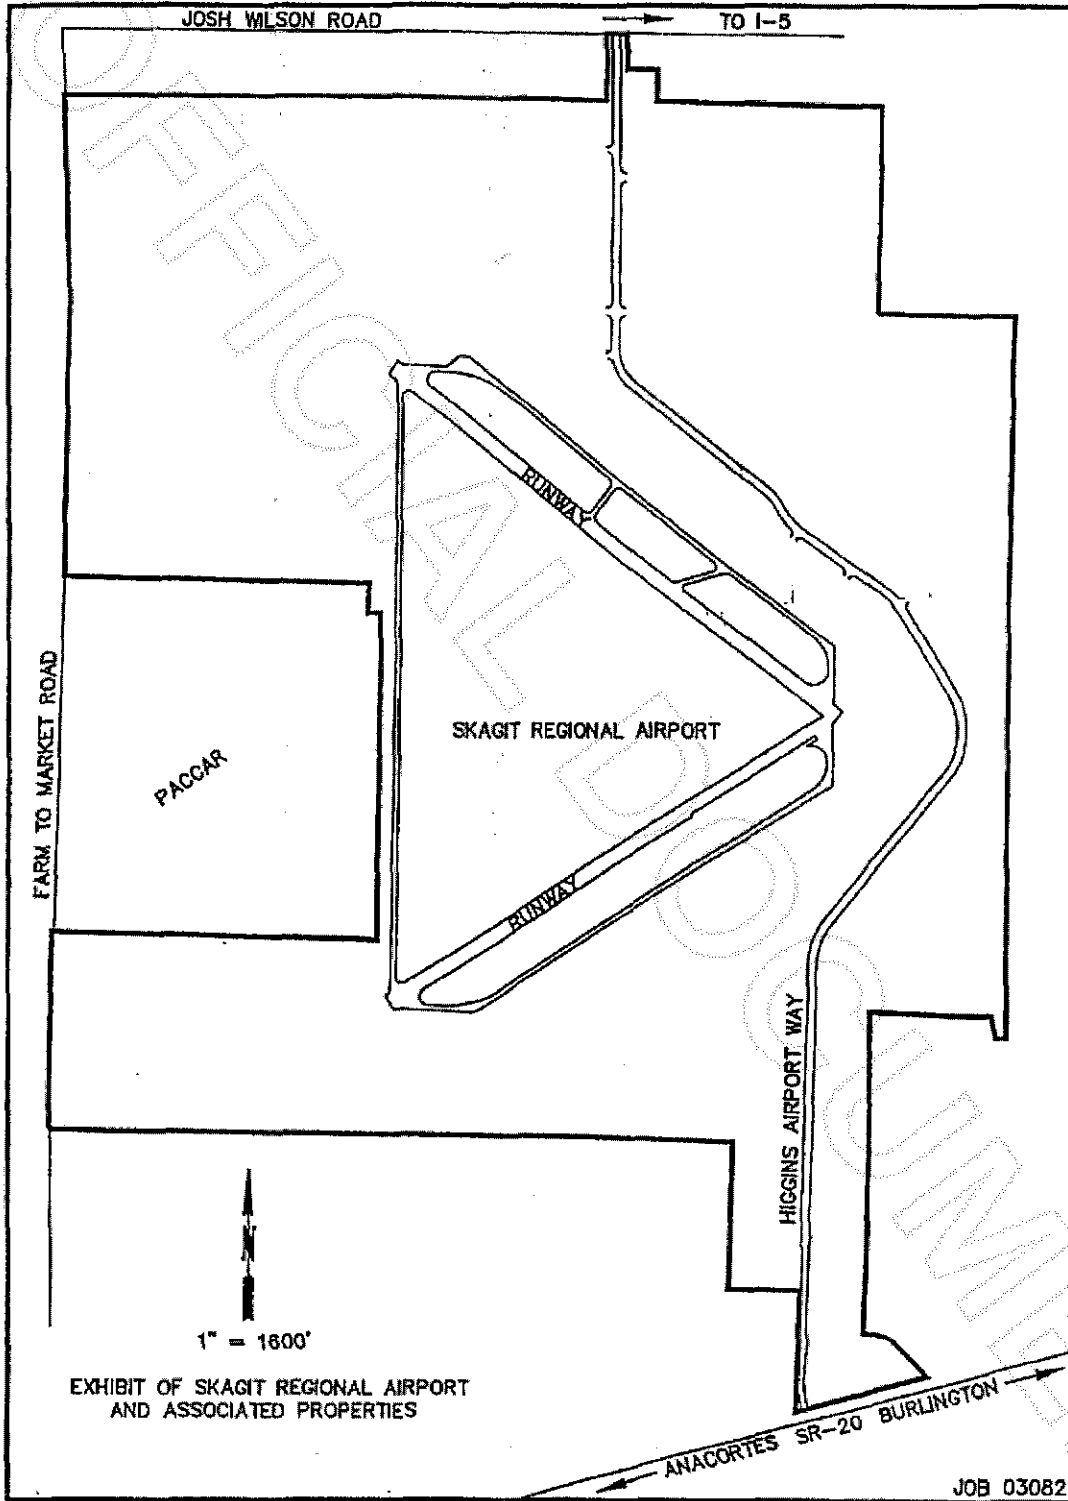 JOSH WILSON ROAD
TO I-5
RUNWAY
SKAGIT REGIONAL AIRPORT
FARM TO MARKET ROAD
PACCAR
RUNWAY
HIGGINS AIRPORT WAY
N
1" = 1600'
EXHIBIT OF SKAGIT REGIONAL AIRPORT
AND ASSOCIATED PROPERTIES
ANACORTES SR-20 BURLINGTON
JOB 03082
OFFICIAL DOCUME